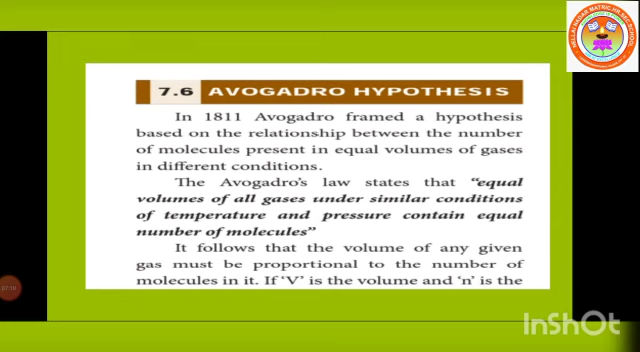 7.6 AVOGADRO HYPOTHESIS
In 1811 Avogadro framed a hypothesis
based on the relationship between the number
of molecules present in equal volumes of gases
in different conditions.
The Avogadro's law states that "equal
volumes of all gases under similar conditions
of temperature and pressure contain equal
number of molecules"
It follows that the volume of any given
gas must be proportional to the number of
molecules in it. If 'V' is the volume and 'n' is the
InShOt